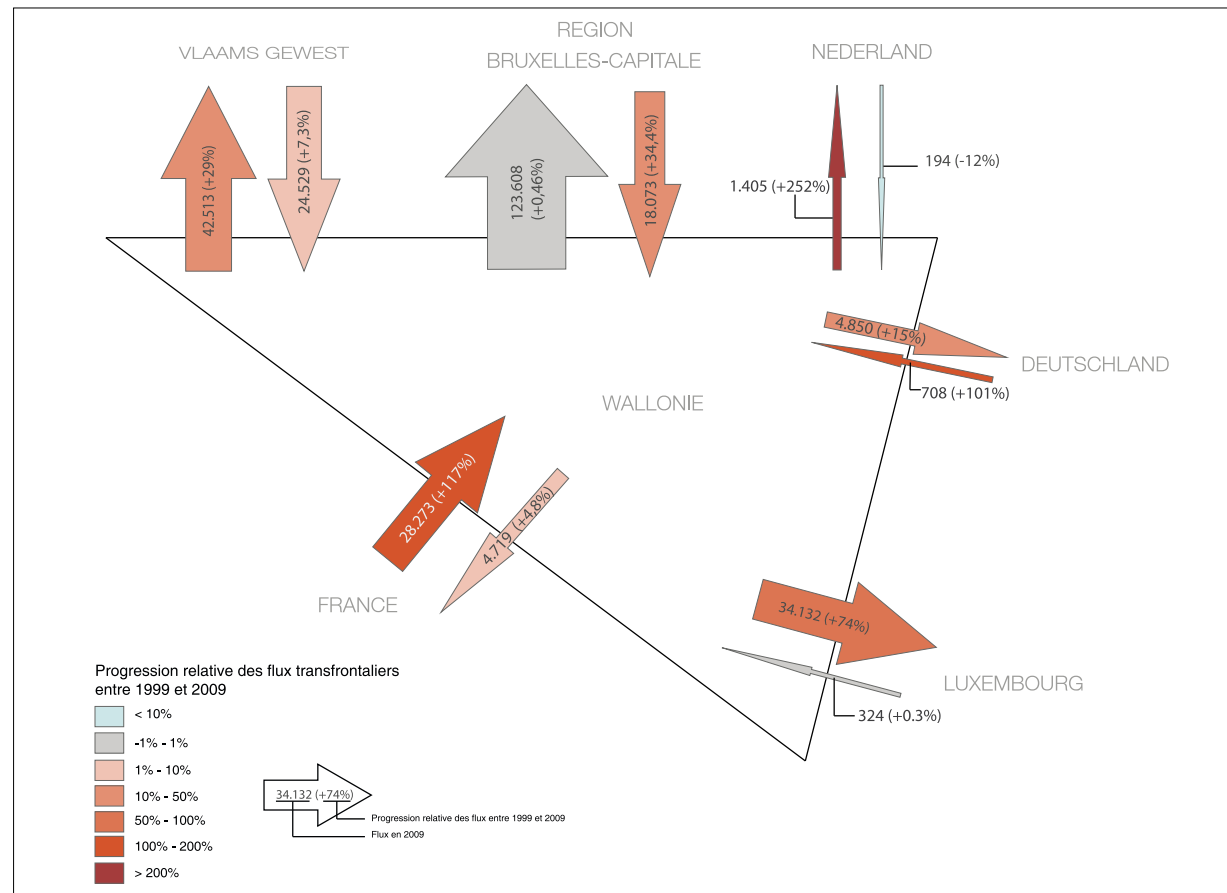 VLAAMS GEWEST
REGION
BRUXELLES-CAPITALE
NEDERLAND
42.513 (+29%)
24.529 (+7,3%)
123.608
(+0,46%)
18.073 (+34,4%)
1.405 (+252%)
194 (-12%)
4.850 (+15%)
DEUTSCHLAND
708 (+101%)
WALLONIE
28.273 (+117%)
4.719 (+4,8%)
FRANCE
34.132 (+74%)
LUXEMBOURG
324 (+0.3%)
Progression relative des flux transfrontaliers
entre 1999 et 2009
< 10%
-1% - 1%
1% - 10%
10% - 50%
50% - 100%
100% - 200%
> 200%
34.132 (+74%)
Progression relative des flux entre 1999 et 2009
Flux en 2009